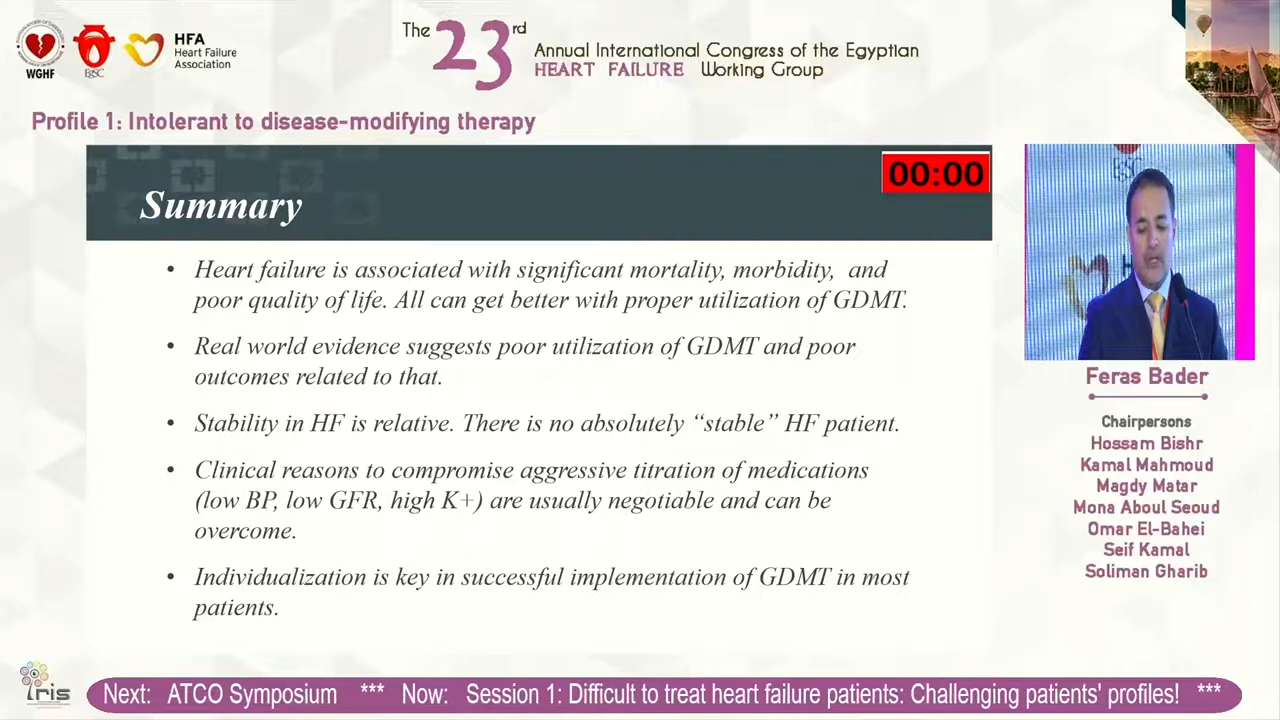 WGHF
EgSC
HFA
Heart Failure
Association
The 23rd
Annual International Congress of the Egyptian
HEART FAILURE Working Group
Profile 1: Intolerant to disease-modifying therapy
00:00
Summary
• Heart failure is associated with significant mortality, morbidity, and
poor quality of life. All can get better with proper utilization of GDMT.
• Real world evidence suggests poor utilization of GDMT and poor
outcomes related to that.
• Stability in HF is relative. There is no absolutely “stable” HF patient.
• Clinical reasons to compromise aggressive titration of medications
(low BP, low GFR, high K+) are usually negotiable and can be
overcome.
• Individualization is key in successful implementation of GDMT in most
patients.
EgSC
Feras Bader
Chairpersons
Hossam Bishr
Kamal Mahmoud
Magdy Matar
Mona Aboul Seoud
Omar El-Bahei
Seif Kamal
Soliman Gharib
Iris
Next: ATCO Symposium *** Now: Session 1: Difficult to treat heart failure patients: Challenging patients' profiles! ***